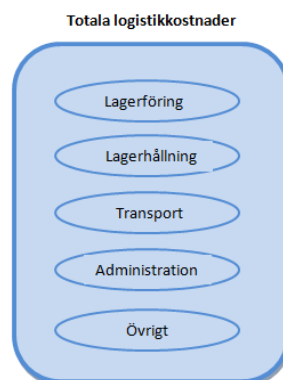 Totala logistikkostnader
Lagerföring
Lagerhållning
Transport
Administration
Övrigt